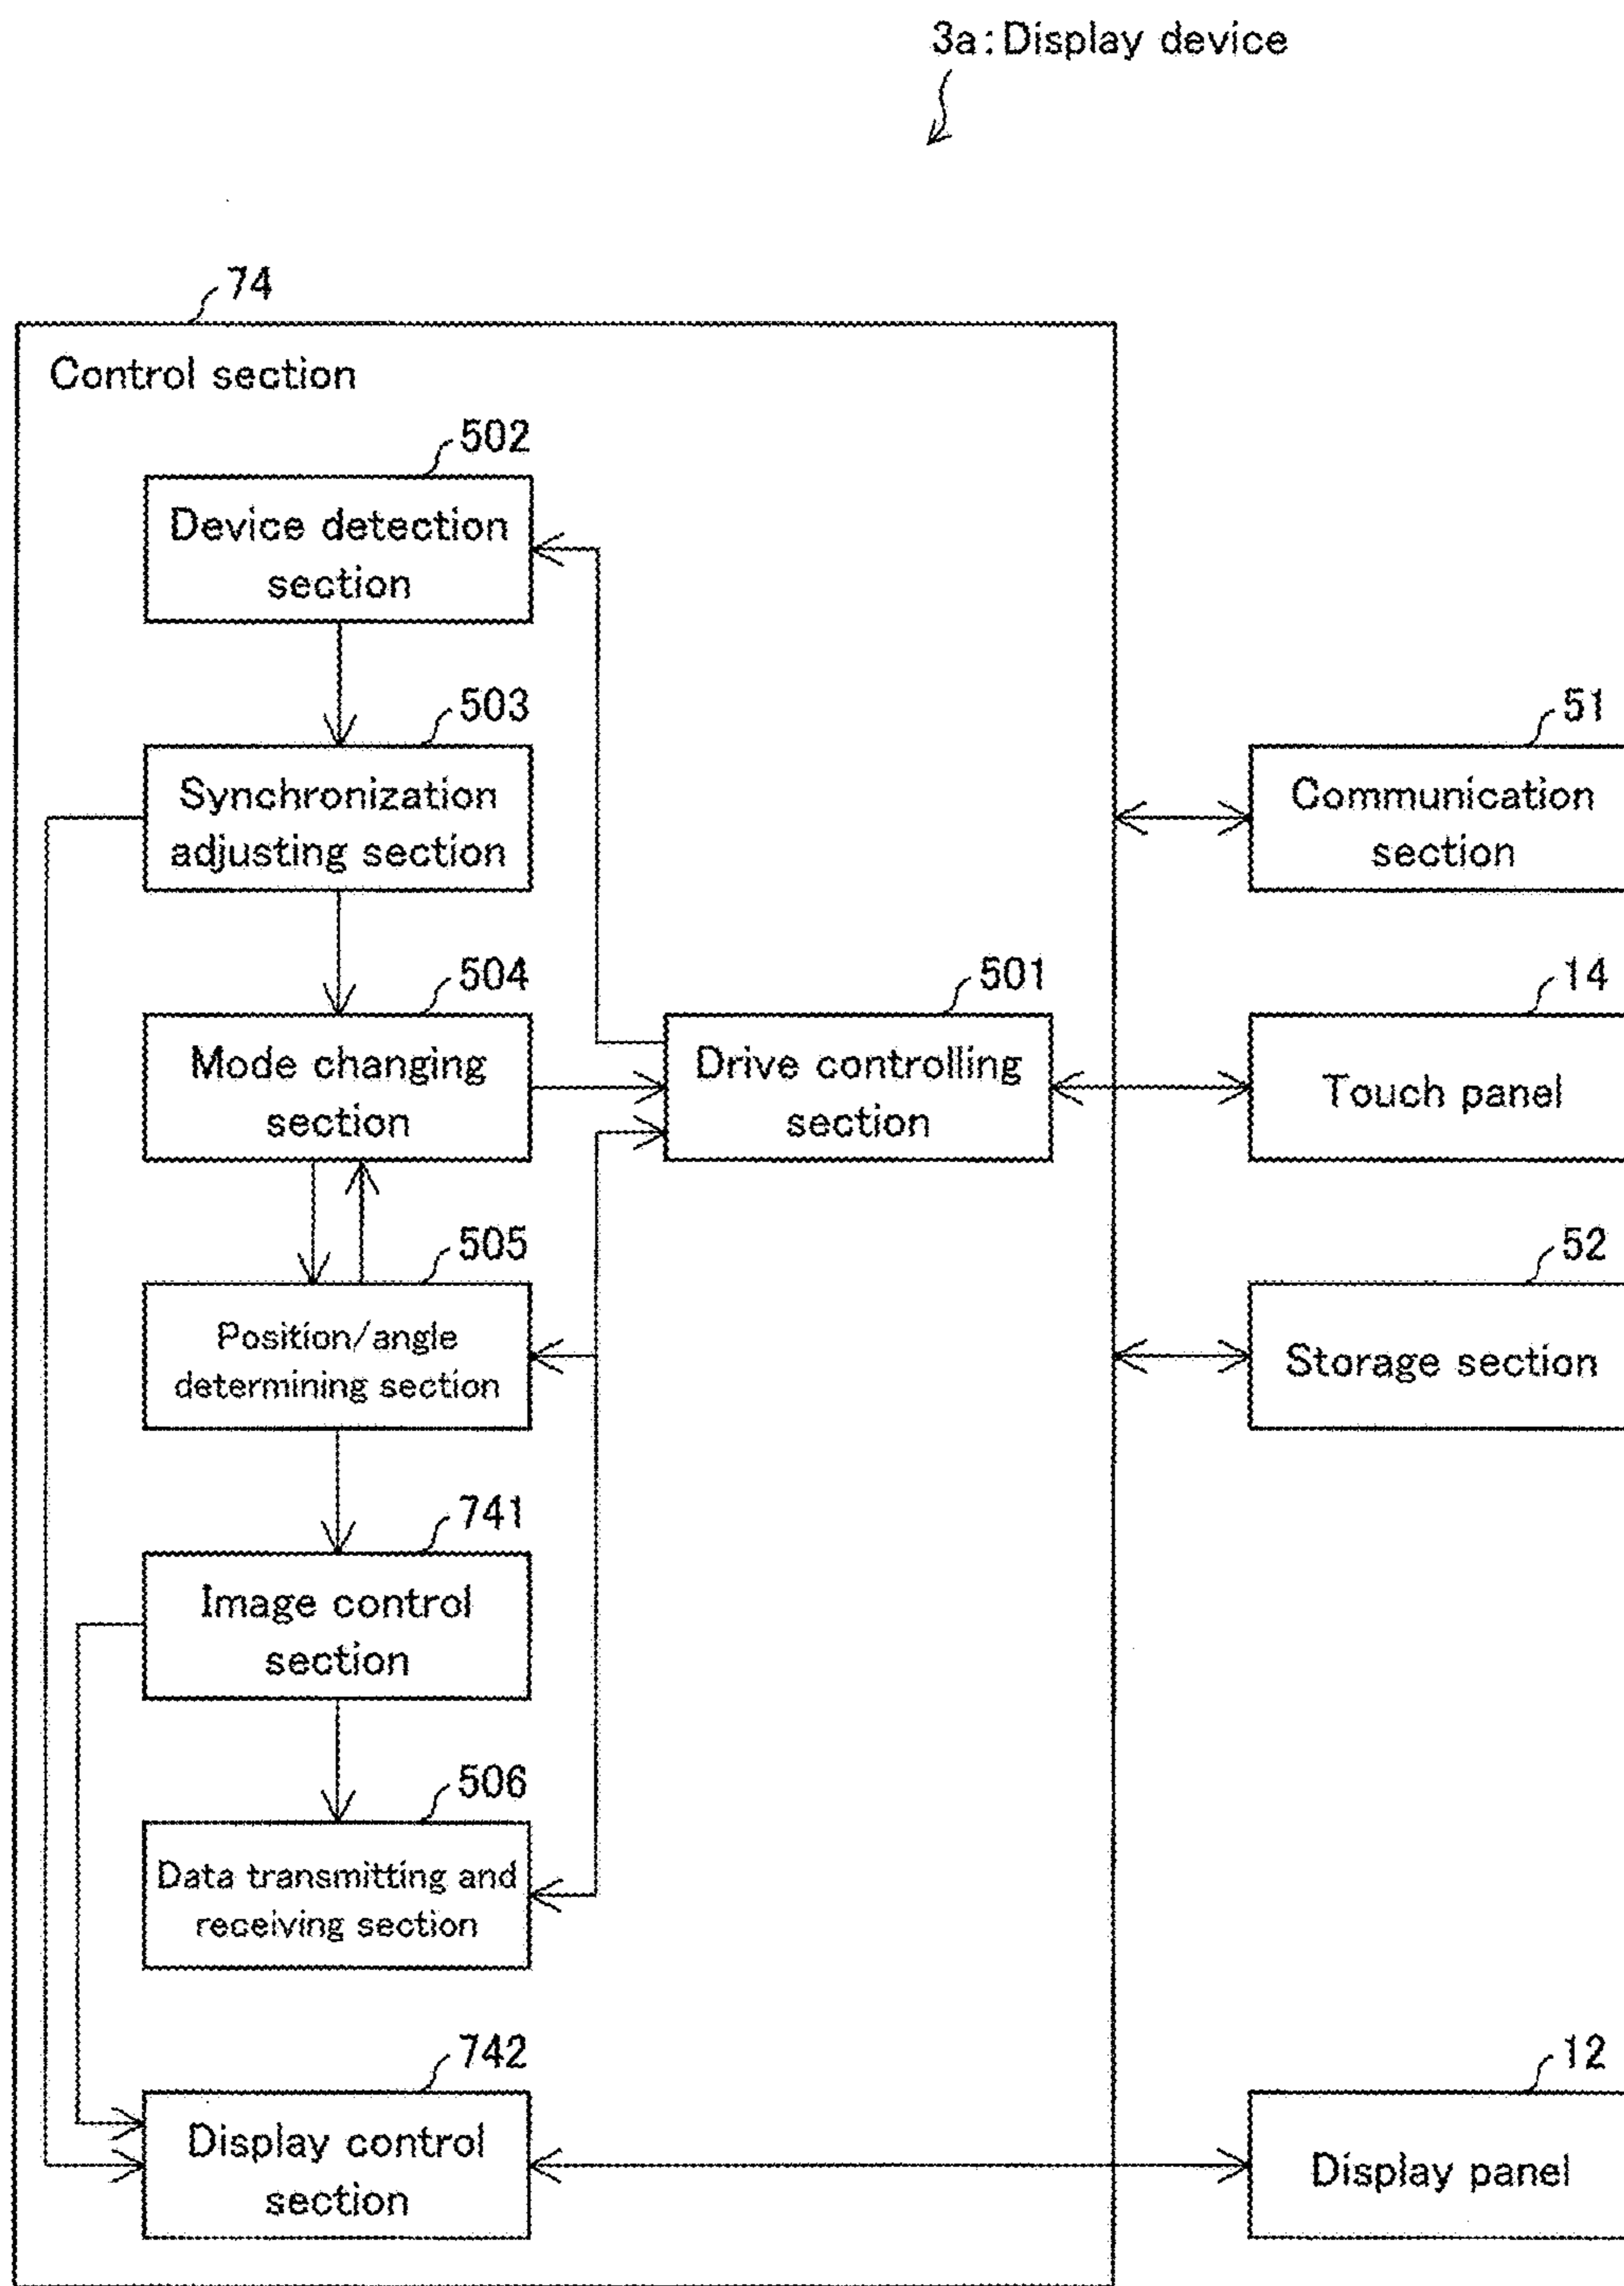 3a:Display device
74
Control section
502
Device detection
section
503
Synchronization
adjusting section
51
Communication
section
504
Mode changing
section
501
Drive controlling
section
14
Touch panel
505
Position/angle
determining section
52
Storage section
741
Image control
section
506
Data transmitting and
receiving section
742
Display control
section
12
Display panel